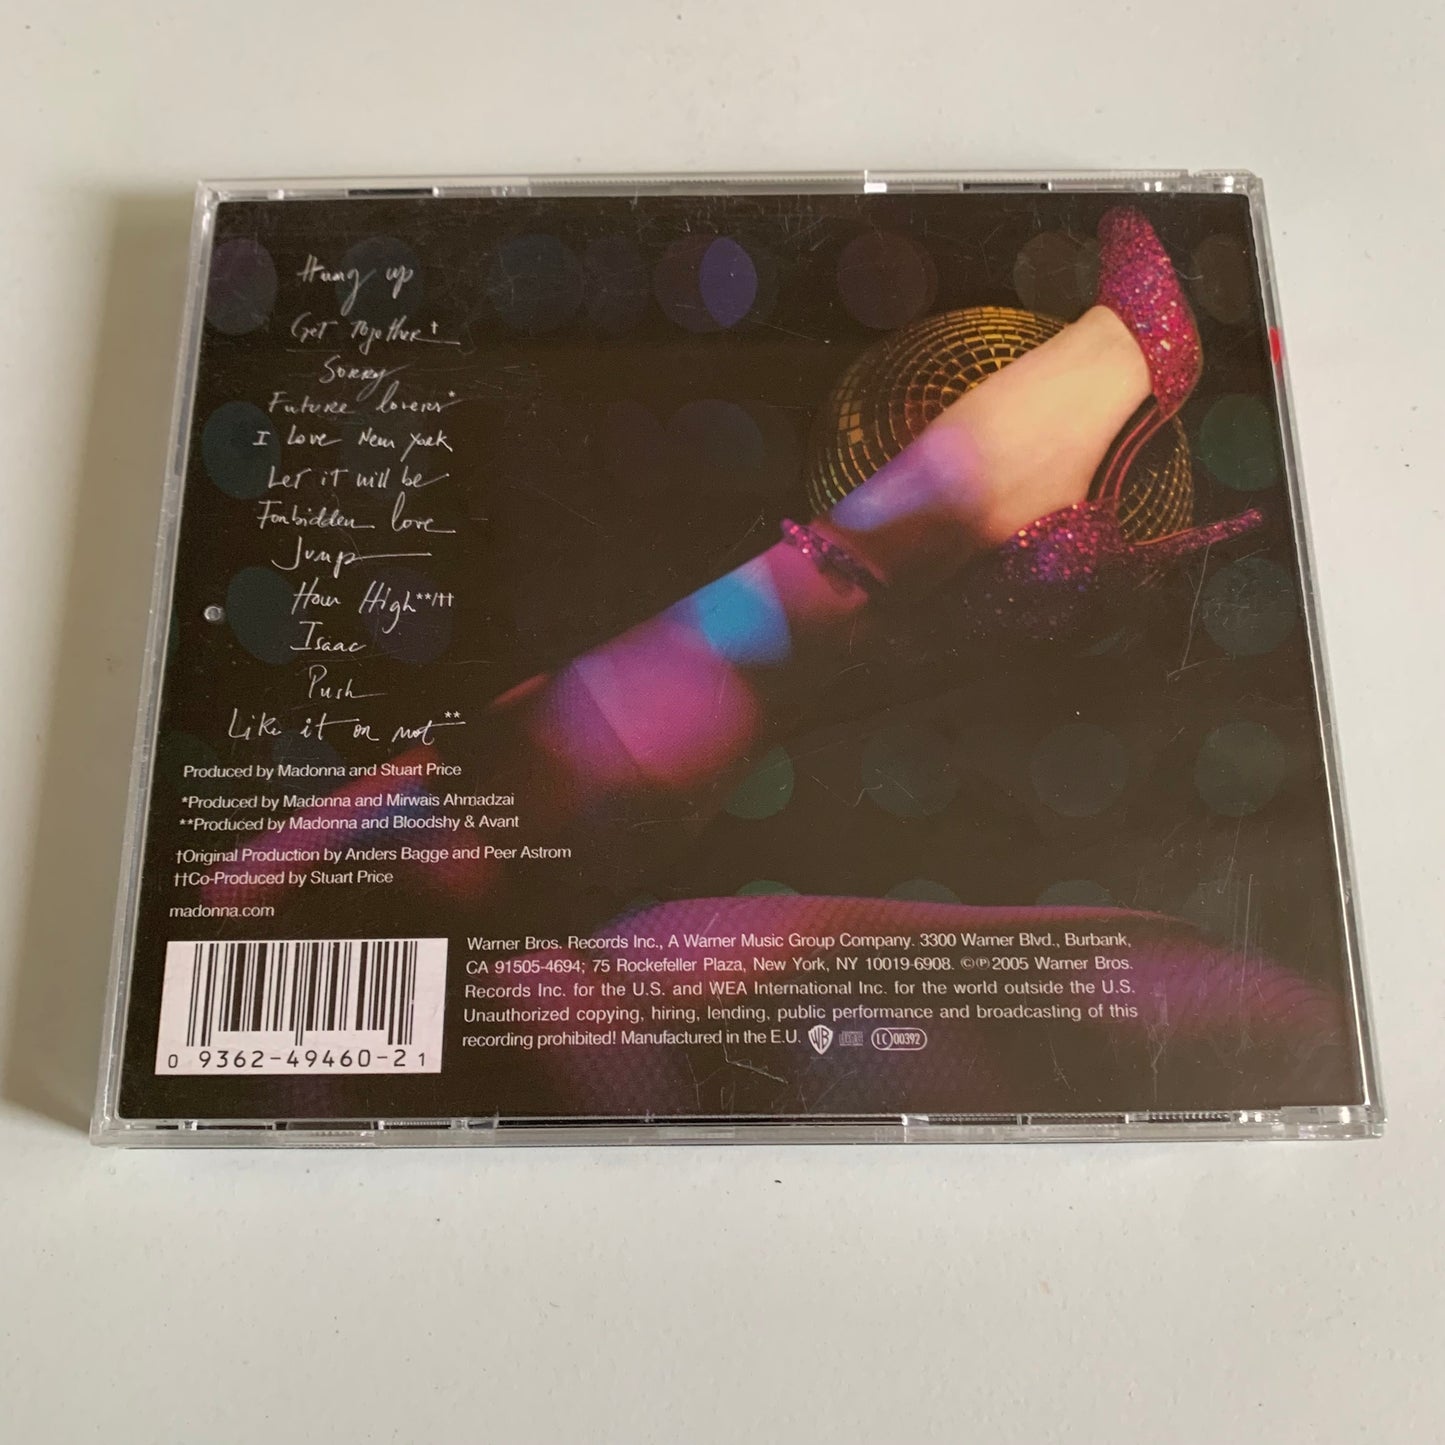 Hung up
Get Together†
Sorry
Future lovers*
I Love New York
Let it will be
Forbidden love
Jump
How High**/††
Isaac
Push
Like it or not**
Produced by Madonna and Stuart Price
*Produced by Madonna and Mirwais Ahmadzai
**Produced by Madonna and Bloodshy & Avant
†Original Production by Anders Bagge and Peer Astrom
††Co-Produced by Stuart Price
madonna.com
Warner Bros. Records Inc., A Warner Music Group Company. 3300 Warner Blvd., Burbank,
CA 91505-4694; 75 Rockefeller Plaza, New York, NY 10019-6908. ©℗2005 Warner Bros.
Records Inc. for the U.S. and WEA International Inc. for the world outside the U.S.
Unauthorized copying, hiring, lending, public performance and broadcasting of this
recording prohibited! Manufactured in the E.U. WB LC 00392
0 9362-49460-2 1